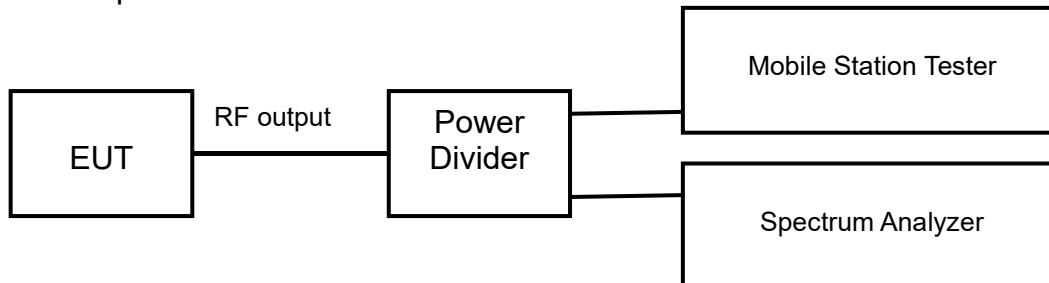 Mobile Station Tester
RF output
EUT
Power
Divider
Spectrum Analyzer